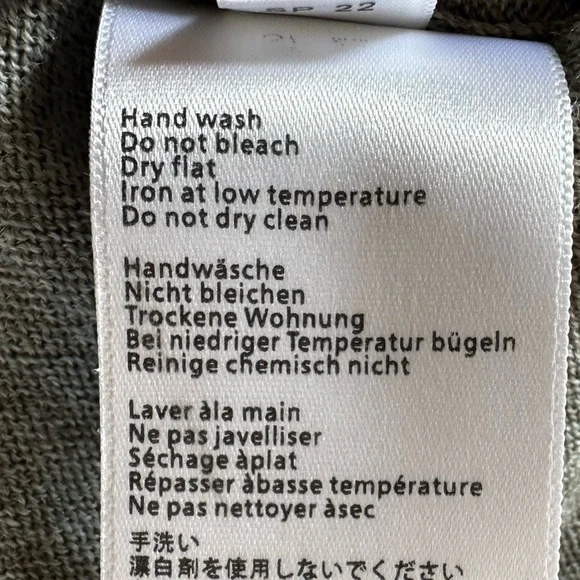 SP 22
Hand wash
Do not bleach
Dry flat
Iron at low temperature
Do not dry clean
Handwäsche
Nicht bleichen
Trockene Wohnung
Bei niedriger Temperatur bügeln
Reinige chemisch nicht
Laver àla main
Ne pas javelliser
Séchage àplat
Répasser àbasse température
Ne pas nettoyer àsec
手洗い
漂白剤を使用しないでください